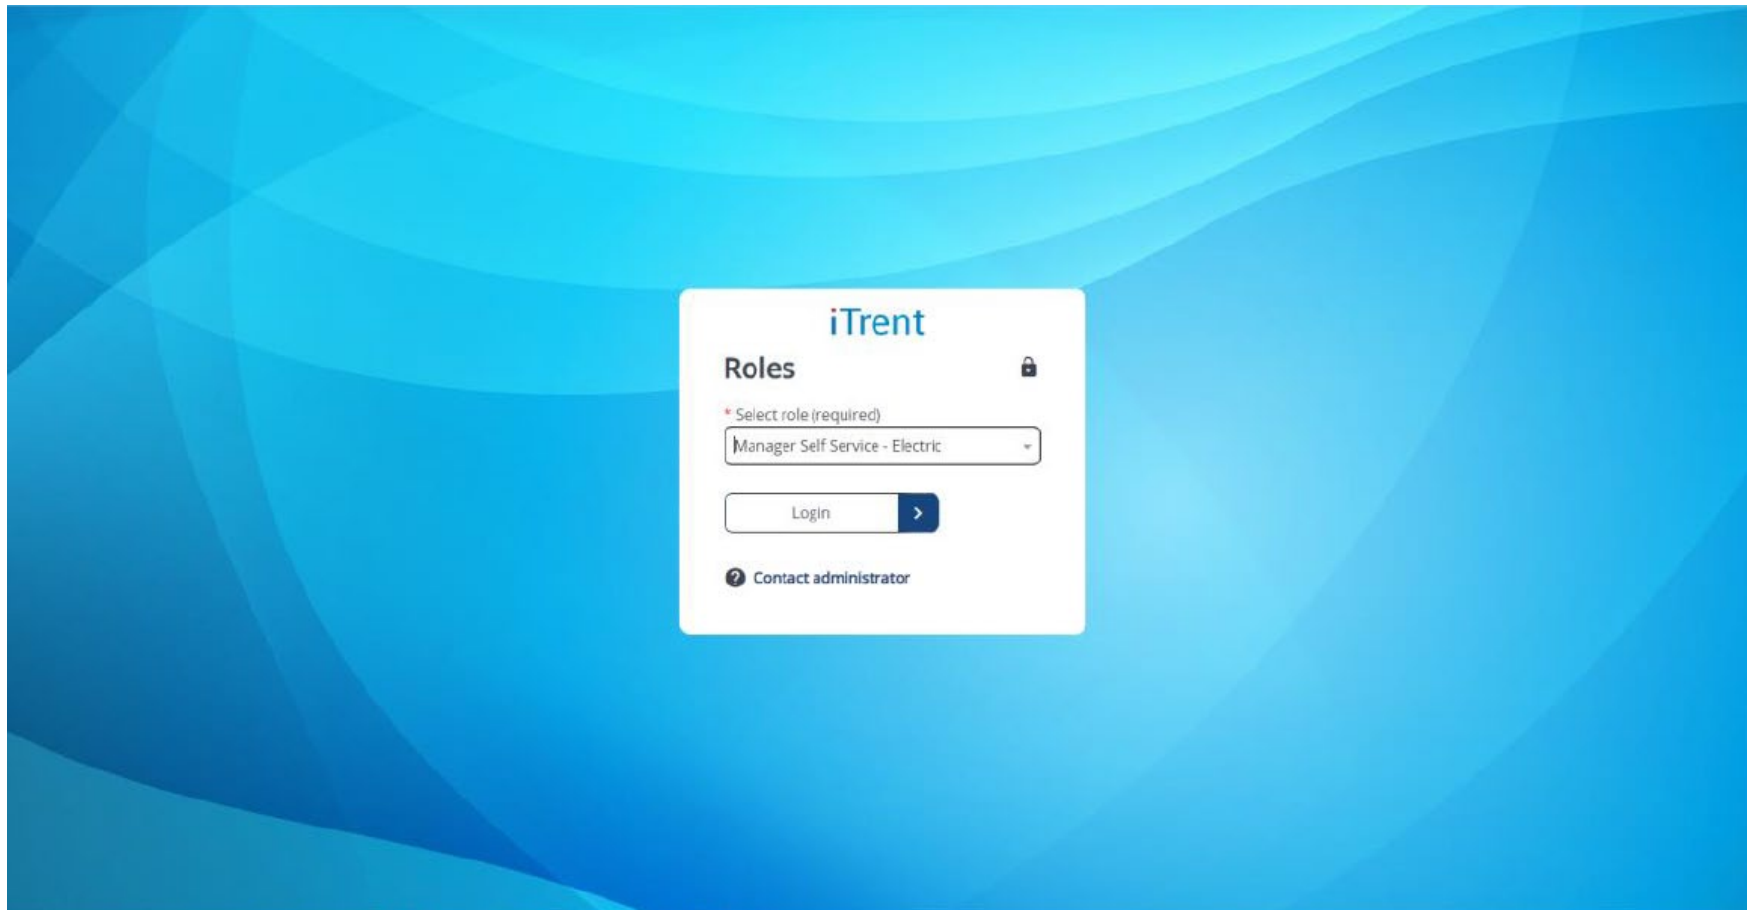 iTrent
Roles
* Select role (required)
Manager Self Service - Electric
Login
Contact administrator